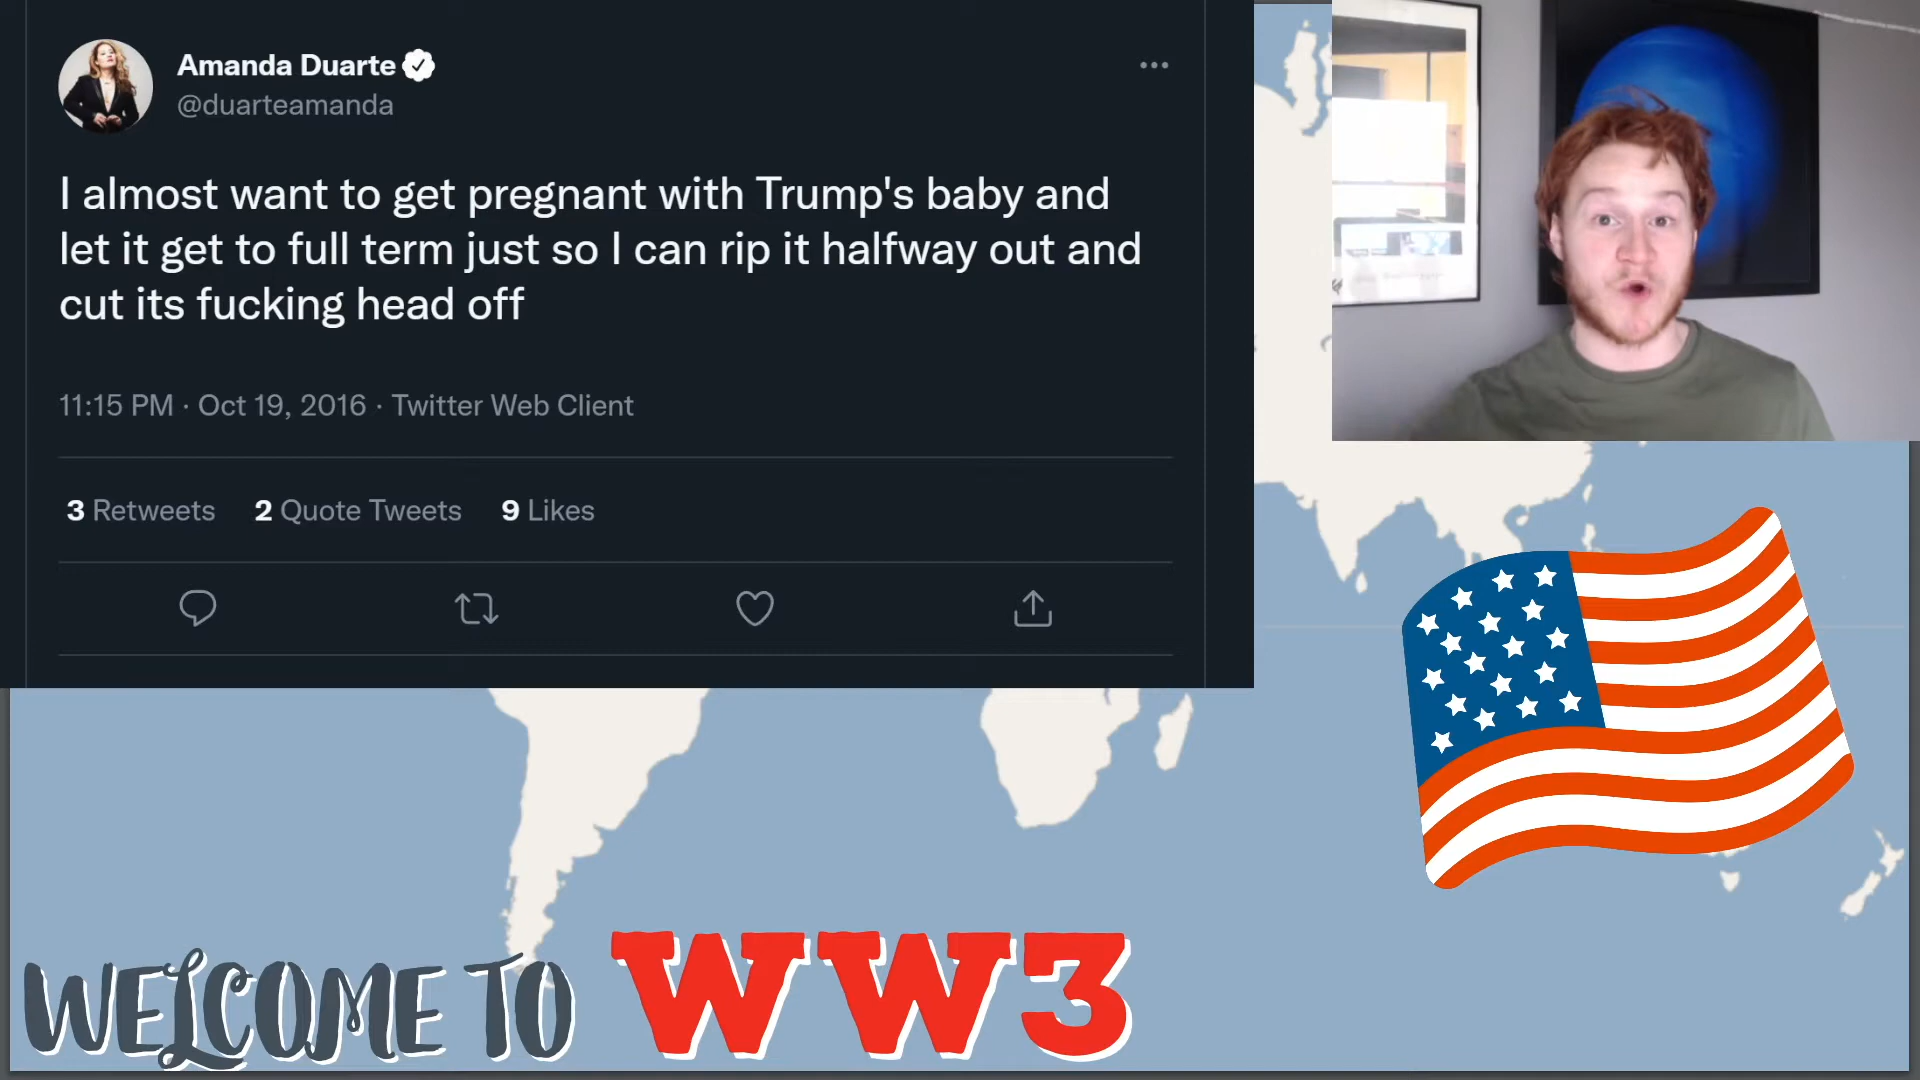 Amanda Duarte
@duarteamanda
I almost want to get pregnant with Trump's baby and
let it get to full term just so I can rip it halfway out and
cut its fucking head off
11:15 PM · Oct 19, 2016 · Twitter Web Client
3 Retweets 2 Quote Tweets 9 Likes
WELCOME TO WW3